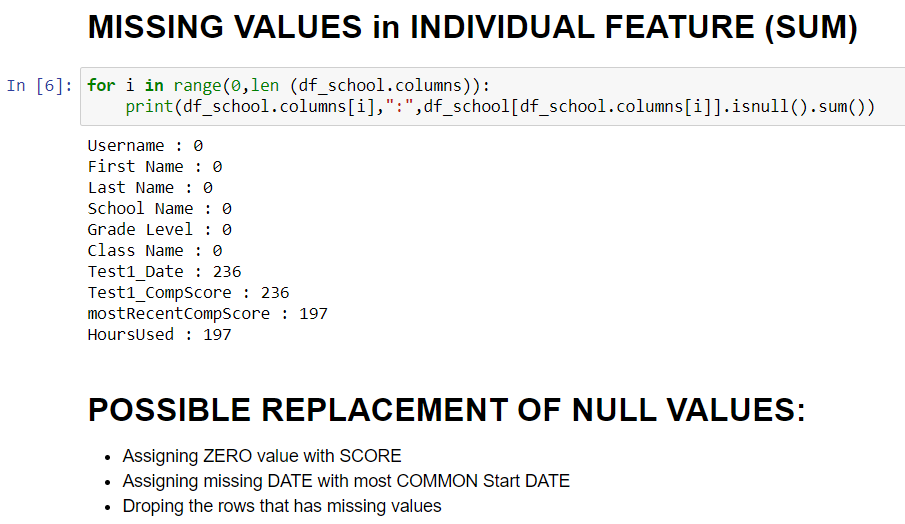 MISSING VALUES in INDIVIDUAL FEATURE (SUM)
In [6]: for i in range(0,len (df_school.columns)):
print(df_school.columns[i],":",df_school[df_school.columns[i]].isnull().sum())
Username : 0
First Name : 0
Last Name : 0
School Name : 0
Grade Level : 0
Class Name : 0
Test1_Date : 236
Test1_CompScore : 236
mostRecentCompScore : 197
HoursUsed : 197
POSSIBLE REPLACEMENT OF NULL VALUES:
• Assigning ZERO value with SCORE
• Assigning missing DATE with most COMMON Start DATE
• Droping the rows that has missing values